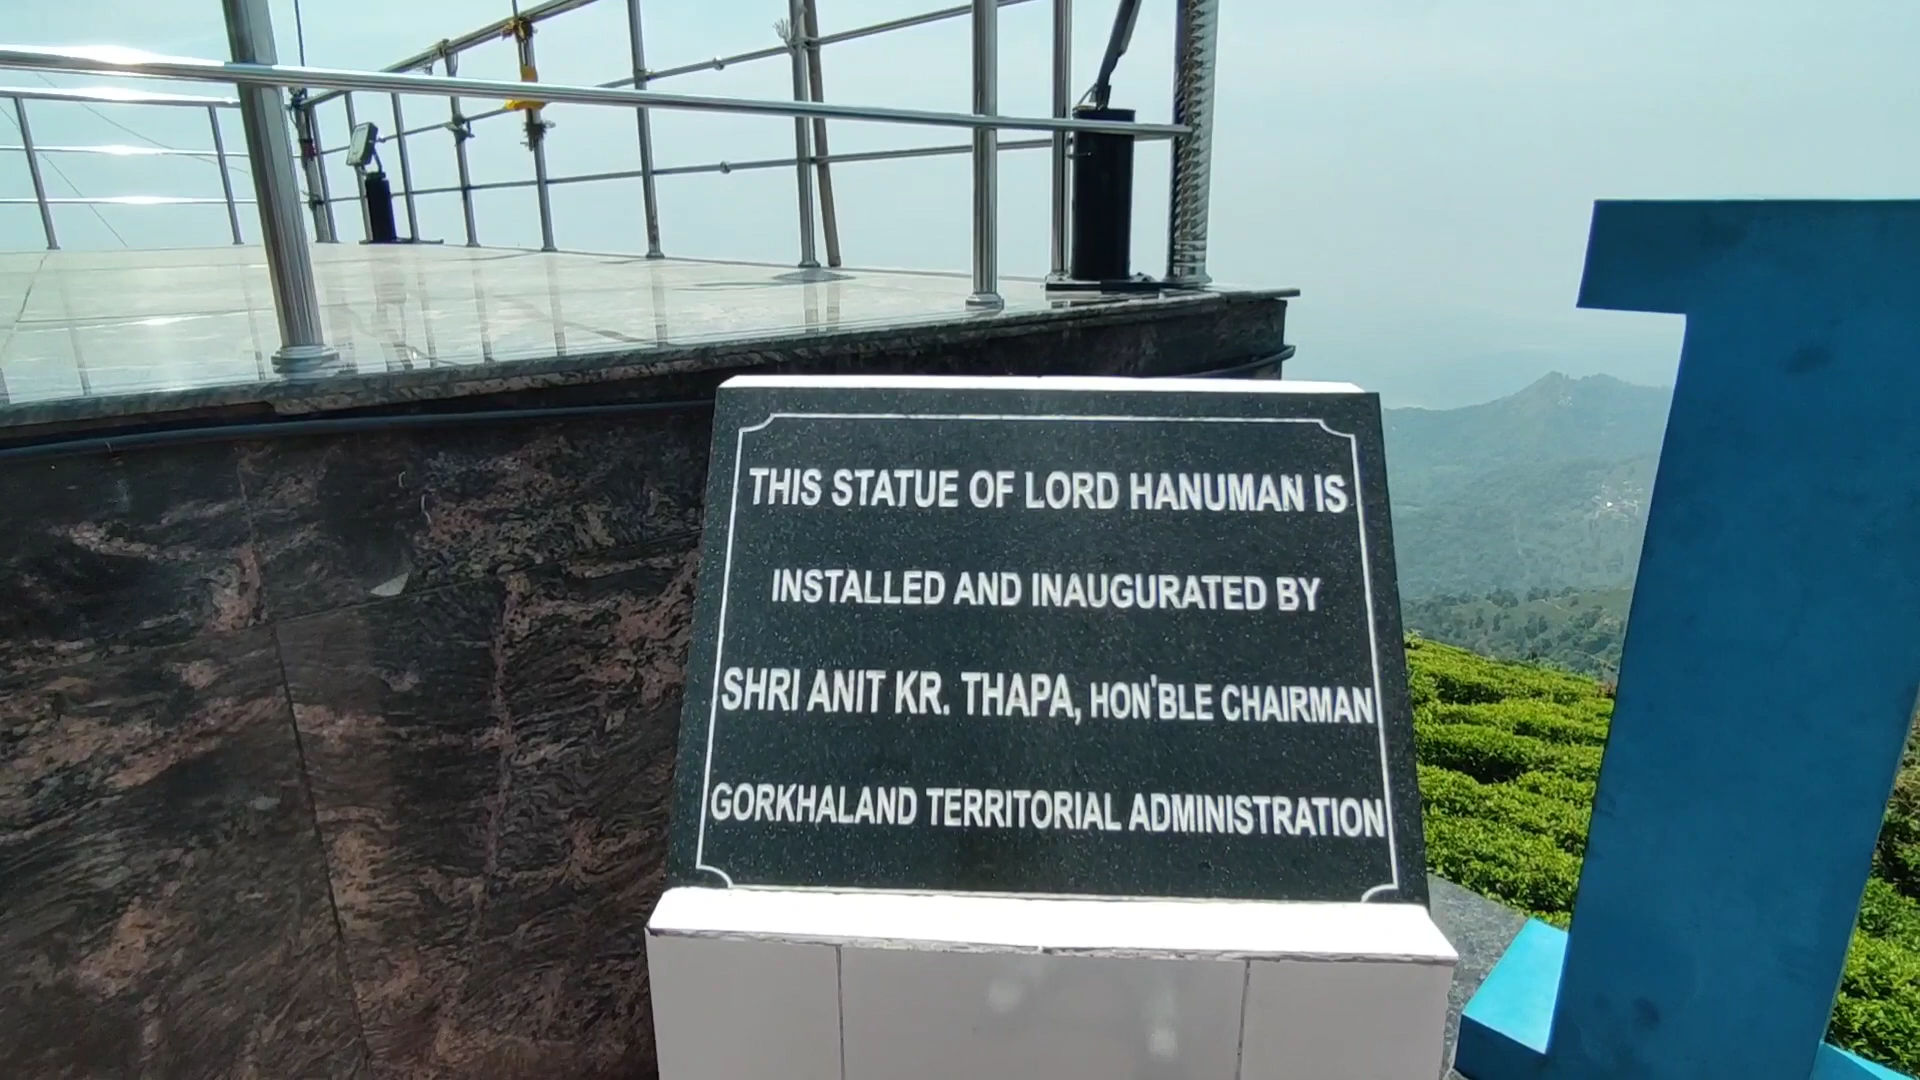 THIS STATUE OF LORD HANUMAN IS
INSTALLED AND INAUGURATED BY
SHRI ANIT KR. THAPA, HON'BLE CHAIRMAN
GORKHALAND TERRITORIAL ADMINISTRATION